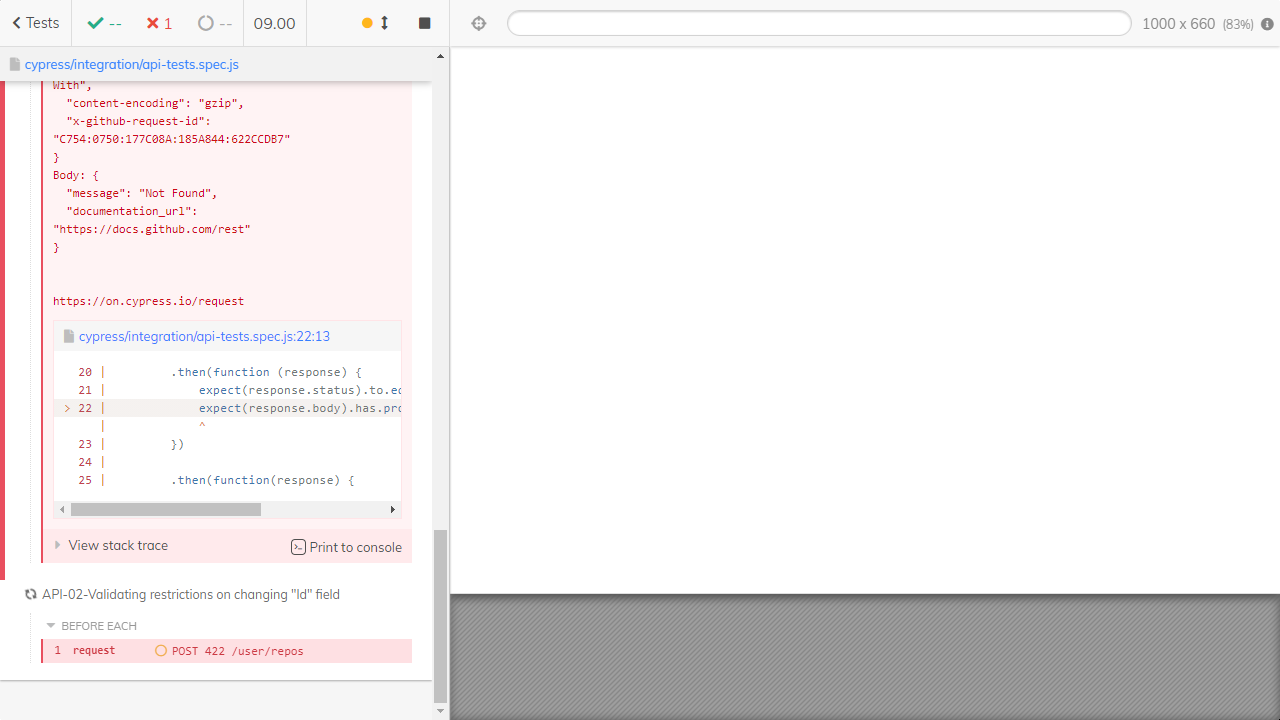 Tests
--
1
--
09.00
1000 x 660 (83%)
cypress/integration/api-tests.spec.js
With",
"content-encoding": "gzip",
"x-github-request-id":
"C754:0750:177C08A:185A844:622CCDB7"
}
Body: {
"message": "Not Found",
"documentation_url":
"https://docs.github.com/rest"
}
https://on.cypress.io/request
cypress/integration/api-tests.spec.js:22:13
20 | .then(function (response) {
21 | expect(response.status).to.eq
> 22 | expect(response.body).has.pro
| ^
23 | })
24 |
25 | .then(function(response) {
View stack trace
Print to console
API-02-Validating restrictions on changing "Id" field
BEFORE EACH
1 request POST 422 /user/repos